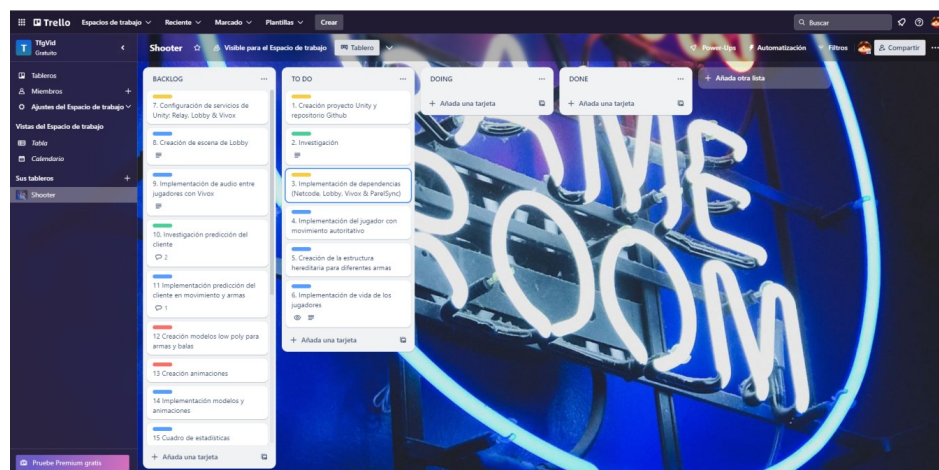 Trello
Espacios de trabajo
Reciente
Marcado
Plantillas
Crear
Buscar
T
TfgVid
Gratuito
Shooter
Visible para el Espacio de trabajo
Tablero
Power-Ups
Automatización
Filtros
Compartir
Tableros
Miembros
Ajustes del Espacio de trabajo
Vistas del Espacio de trabajo
Tabla
Calendario
Sus tableros
Shooter
Pruebe Premium gratis
BACKLOG
7. Configuración de servicios de
Unity: Relay, Lobby & Vivox
8. Creación de escena de Lobby
9. Implementación de audio entre
jugadores con Vivox
10. Investigación predicción del
cliente
2
11 Implementación predicción del
cliente en movimiento y armas
1
12 Creación modelos low poly para
armas y balas
13 Creación animaciones
14 Implementación modelos y
animaciones
15 Cuadro de estadísticas
+ Añada una tarjeta
TO DO
1. Creación proyecto Unity y
repositorio Github
2. Investigación
3. Implementación de dependencias
(Netcode, Lobby, Vivox & ParelSync)
4. Implementación del jugador con
movimiento autoritativo
5. Creación de la estructura
hereditaria para diferentes armas
6. Implementación de vida de los
jugadores
+ Añada una tarjeta
DOING
+ Añada una tarjeta
DONE
+ Añada una tarjeta
+ Añada otra lista
GAME
ROOM